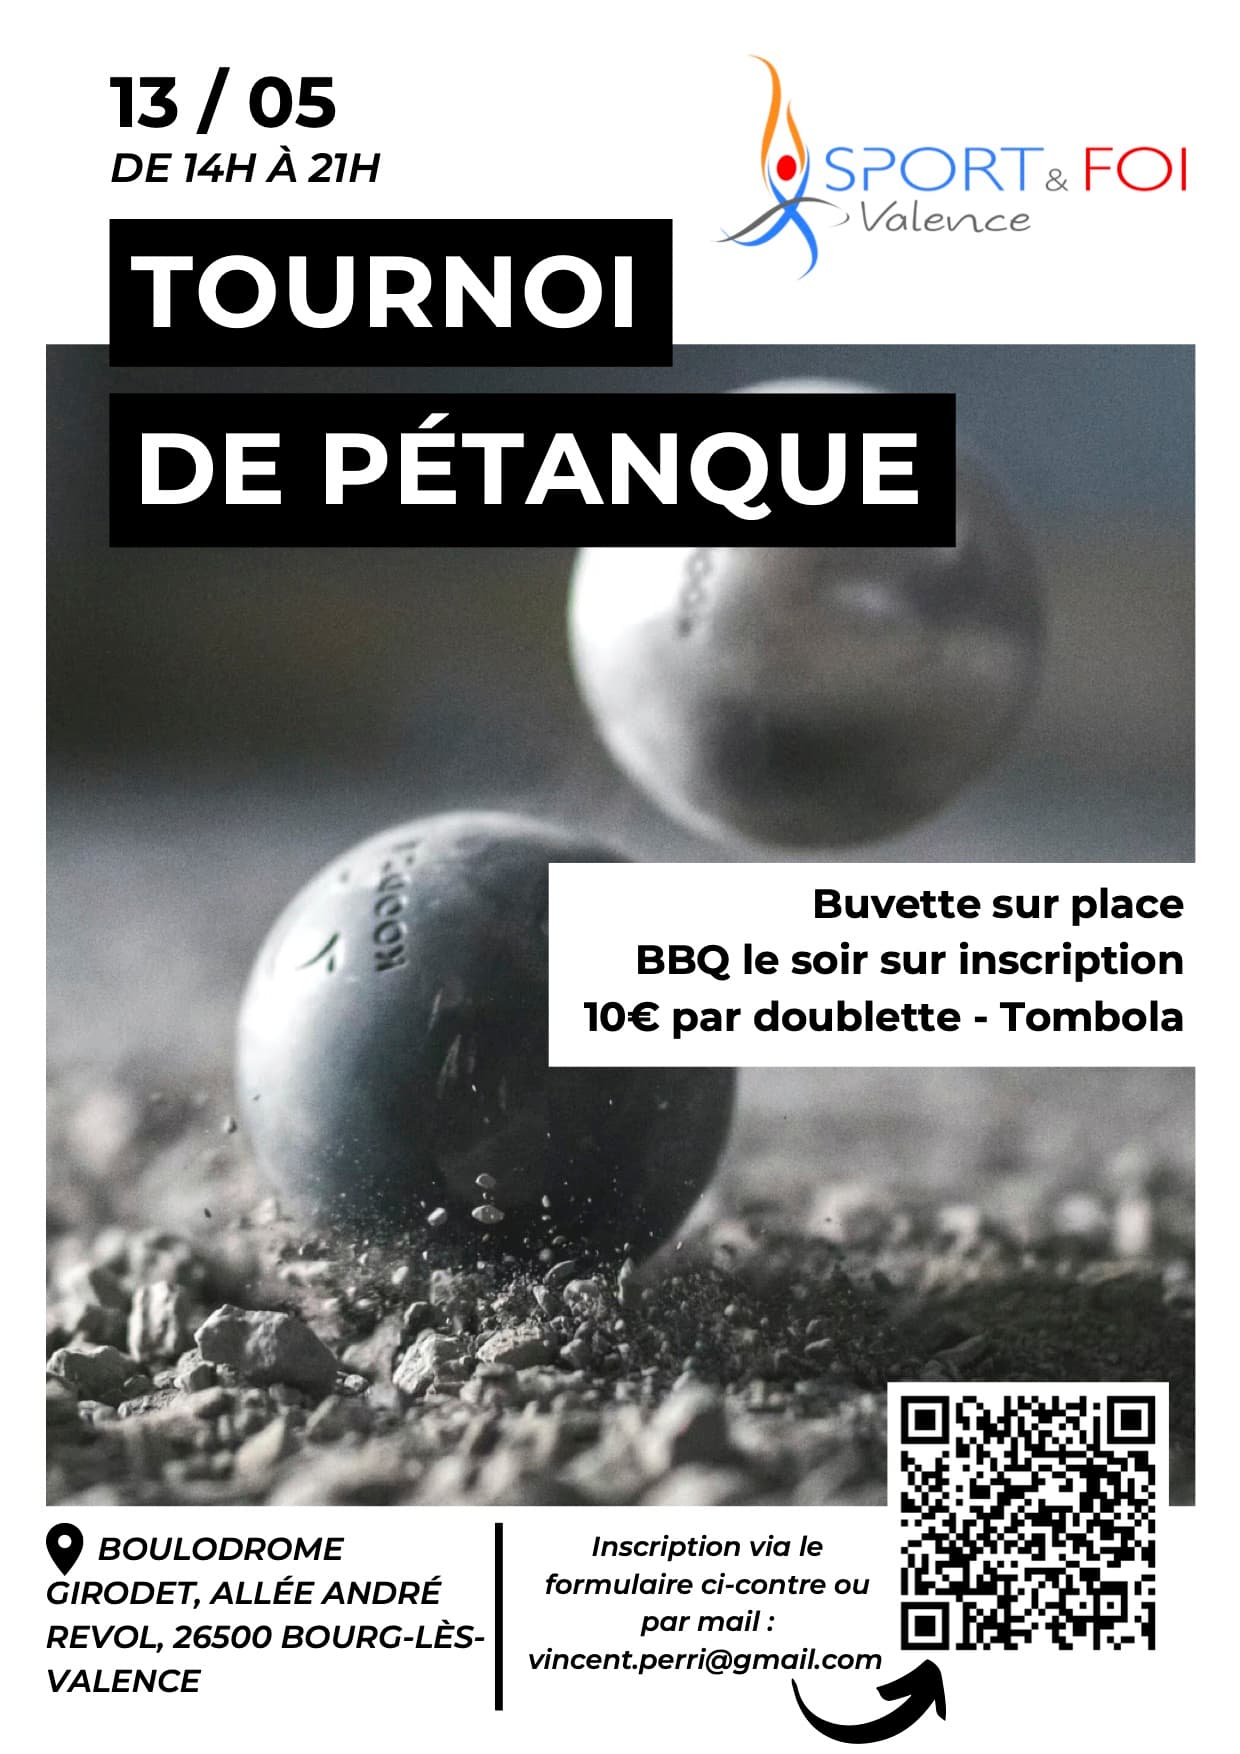 13 / 05
DE 14H À 21H
SPORT & FOI
Valence
TOURNOI
DE PÉTANQUE
Buvette sur place
BBQ le soir sur inscription
10€ par doublette - Tombola
BOULODROME
GIRODET, ALLÉE ANDRÉ
REVOL, 26500 BOURG-LÈS-
VALENCE
Inscription via le
formulaire ci-contre ou
par mail :
vincent.perri@gmail.com